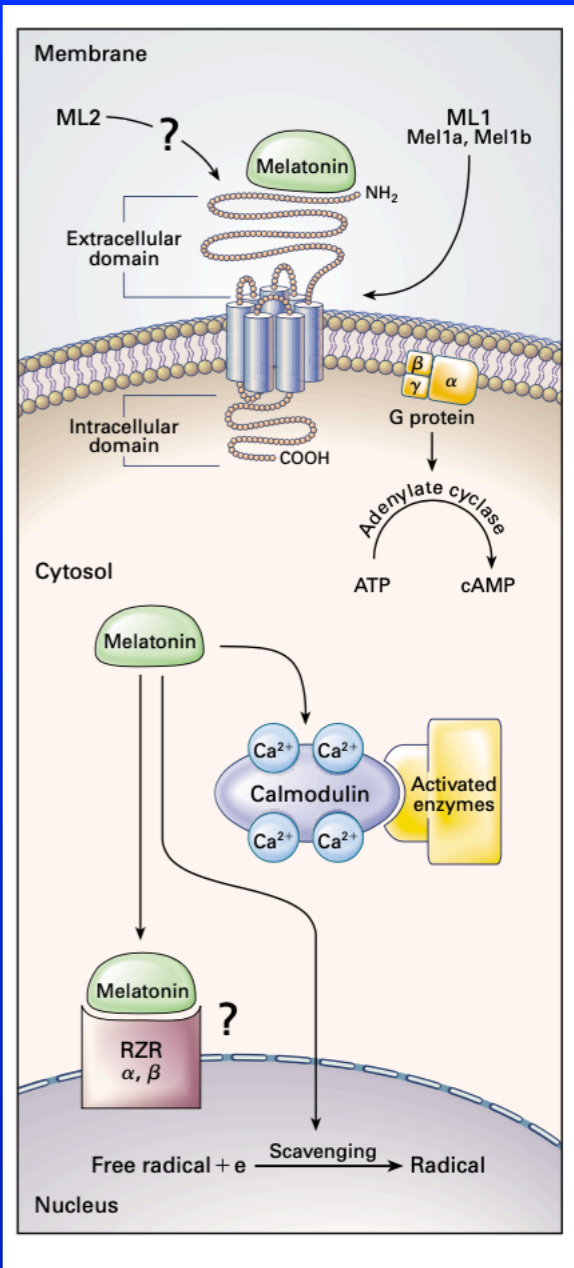 Membrane
ML2
?
ML1
Mel1a, Mel1b
Melatonin
NH₂
Extracellular
domain
β
γ
α
G protein
Intracellular
domain
COOH
Adenylate cyclase
ATP
cAMP
Cytosol
Melatonin
Ca²⁺
Ca²⁺
Calmodulin
Activated
enzymes
Ca²⁺
Ca²⁺
Melatonin
?
RZR
α, β
Scavenging
Free radical + e
Radical
Nucleus